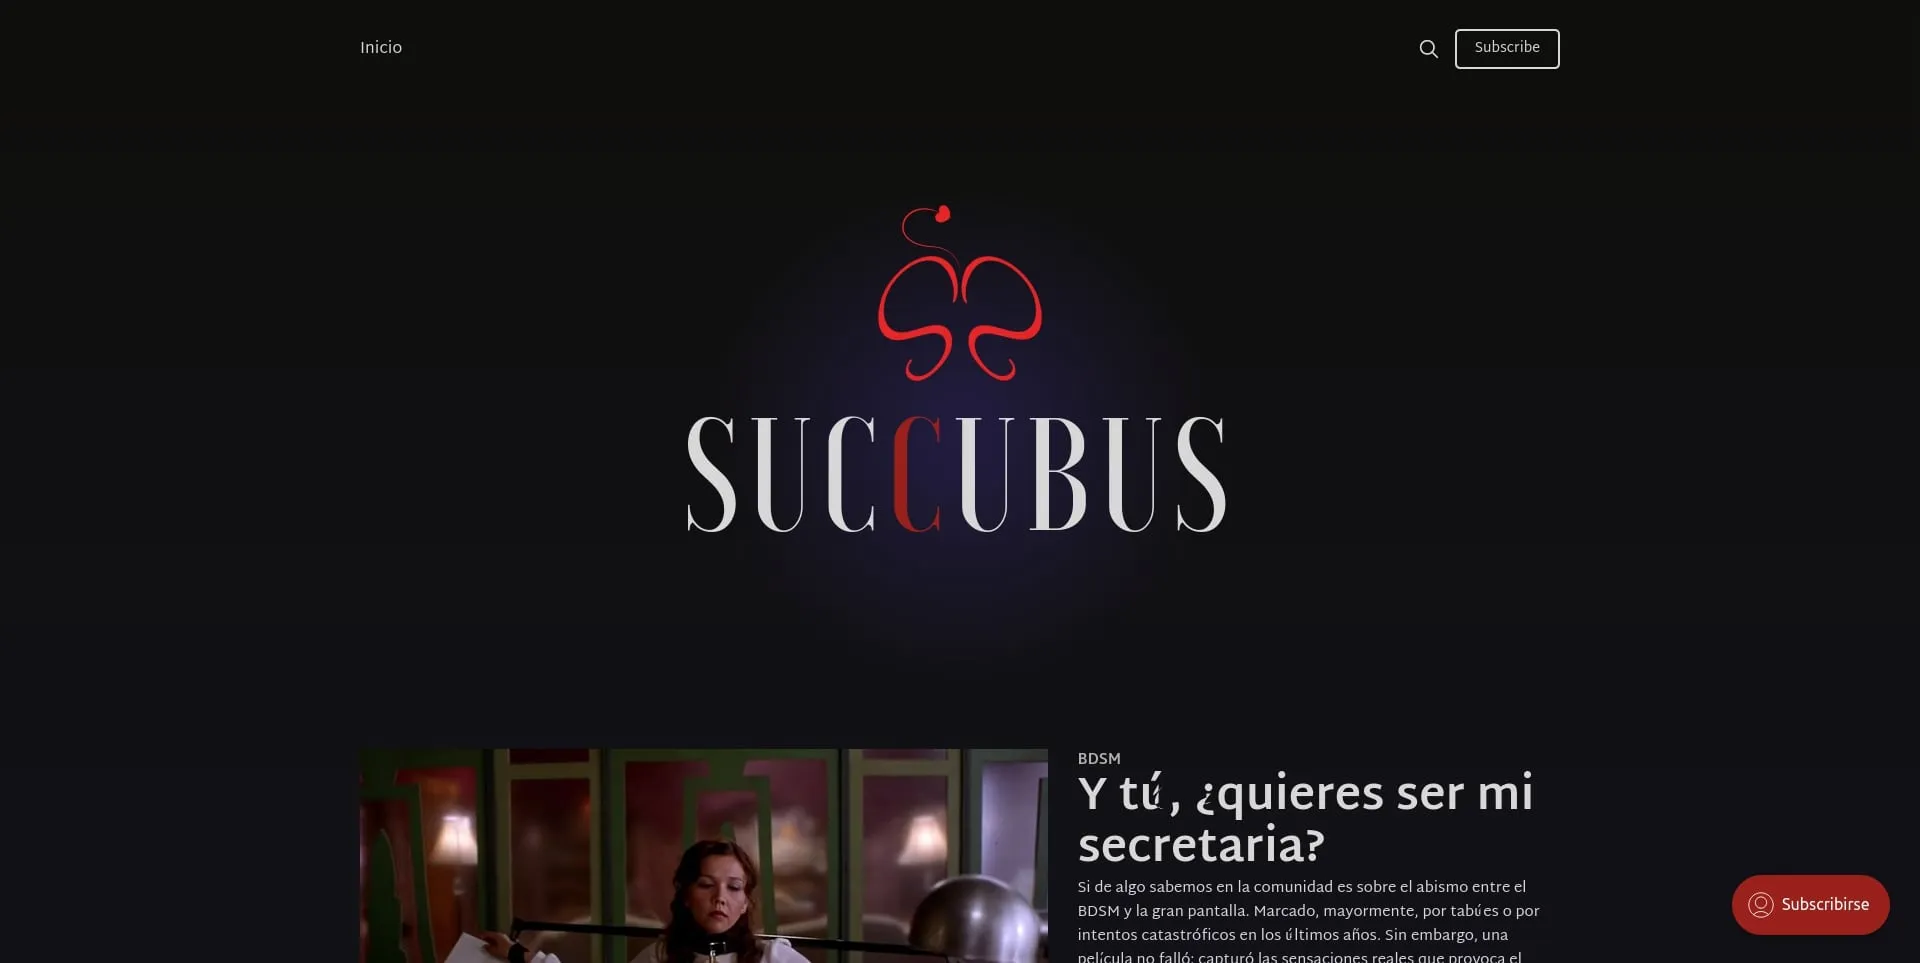 Inicio
Subscribe
SUCCUBUS
BDSM
Y tú, ¿quieres ser mi
secretaria?
Si de algo sabemos en la comunidad es sobre el abismo entre el
BDSM y la gran pantalla. Marcado, mayormente, por tabúes o por
intentos catastróficos en los últimos años. Sin embargo, una
película no falló: capturó las sensaciones reales que provoca el
Subscribirse